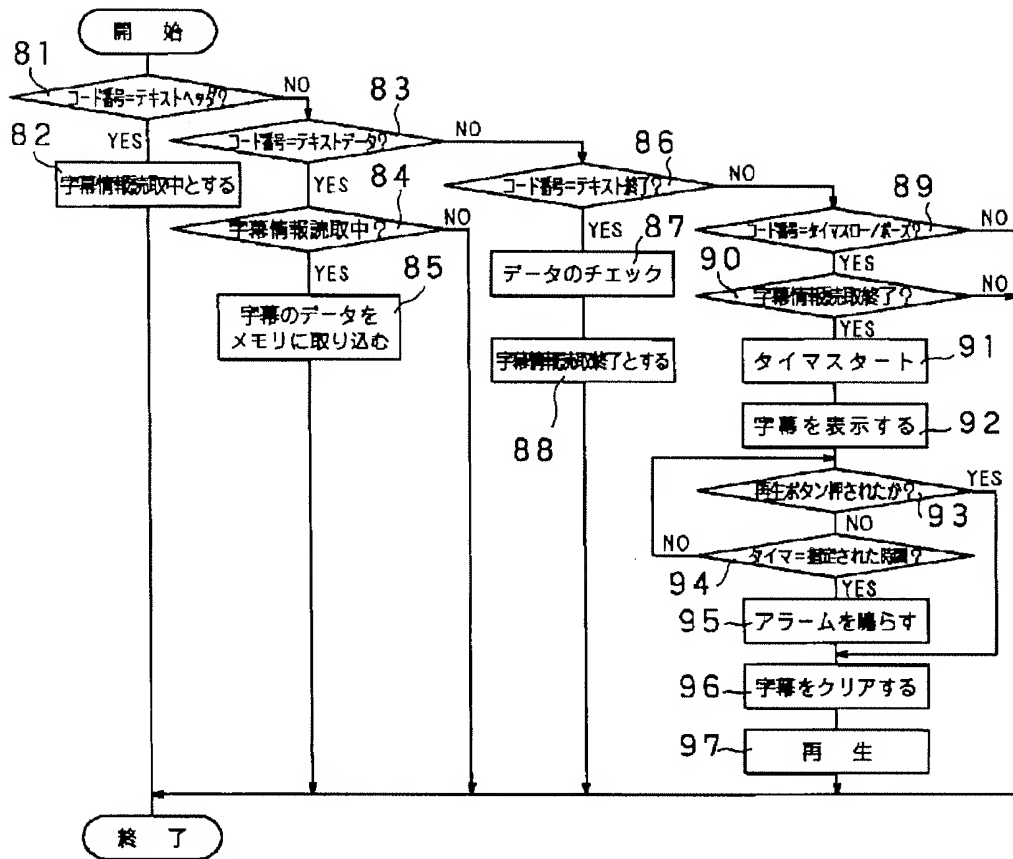 開 始
81
コード番号=テキストヘッダ?
NO
YES
82
字幕情報読取中とする
83
コード番号=テキストデータ?
NO
YES
84
字幕情報読取中?
NO
YES
85
字幕のデータを
メモリに取り込む
86
コード番号=テキスト終了?
NO
YES
87
データのチェック
字幕情報読取終了とする
88
89
コード番号=タイマスロー/ポーズ?
NO
YES
90
字幕情報読取終了?
NO
YES
タイマスタート
91
字幕を表示する
92
再生ボタン押されたか?
YES
93
NO
NO
タイマ=指定された時間?
94
YES
95
アラームを鳴らす
96
字幕をクリアする
97
再 生
終 了